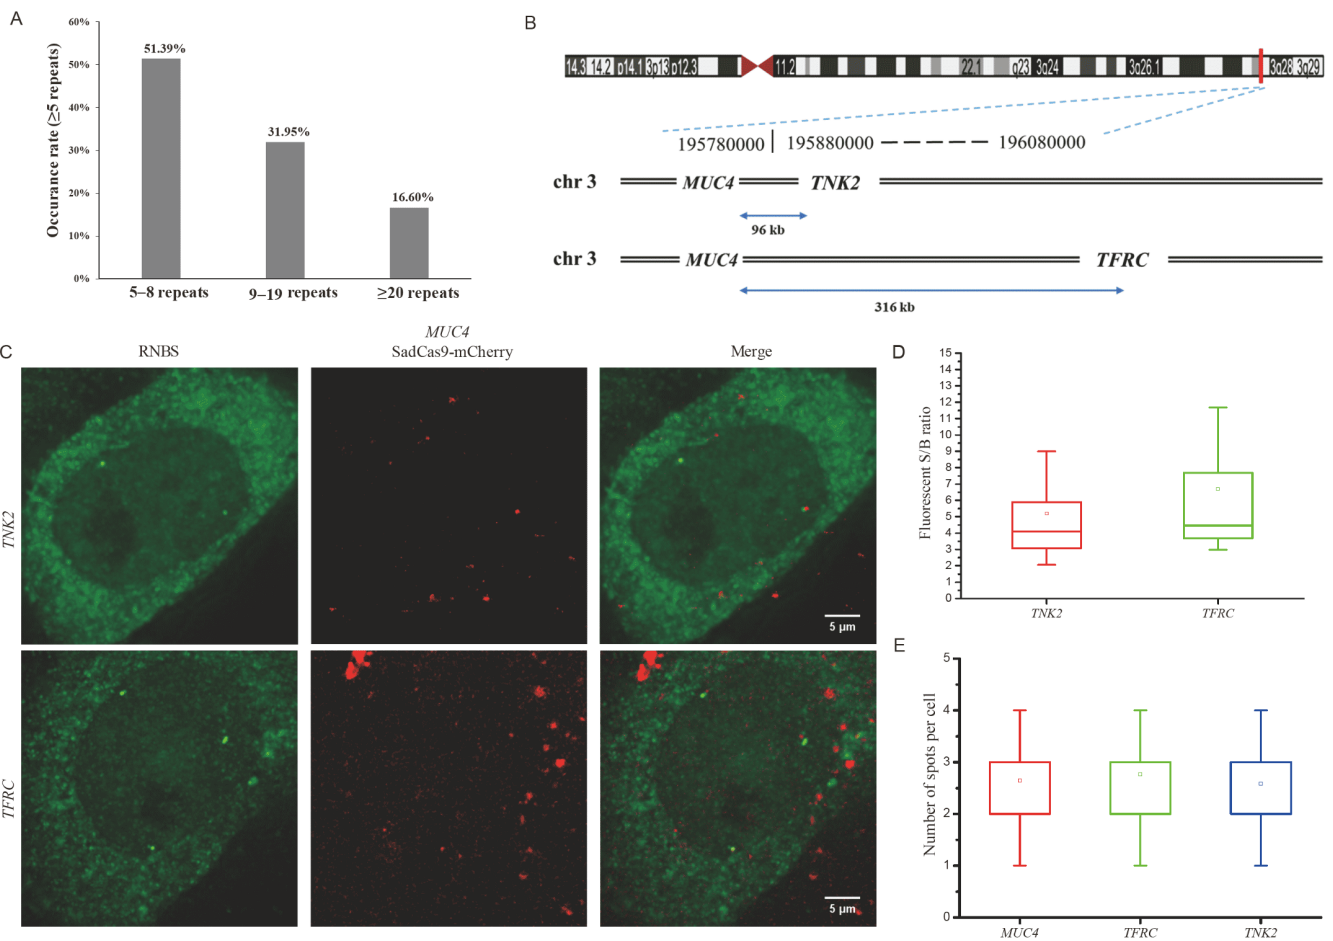 A
60%
50%
40%
30%
20%
10%
0%
Occurance rate (≥5 repeats)
51.39%
31.95%
16.60%
5–8 repeats
9–19 repeats
≥20 repeats
B
14.3 14.2 p14.1 3p13 p12.3 11.2 22.1 q23 3q24 3q26.1 3q28 3q29
195780000 195880000 196080000
chr 3 MUC4 TNK2
96 kb
chr 3 MUC4 TFRC
316 kb
C
RNBS
MUC4
SadCas9-mCherry
Merge
TNK2
5 µm
TFRC
5 µm
D
15
14
13
12
11
10
9
8
7
6
5
4
3
2
1
0
Fluorescent S/B ratio
TNK2
TFRC
E
5
4
3
2
1
0
Number of spots per cell
MUC4
TFRC
TNK2